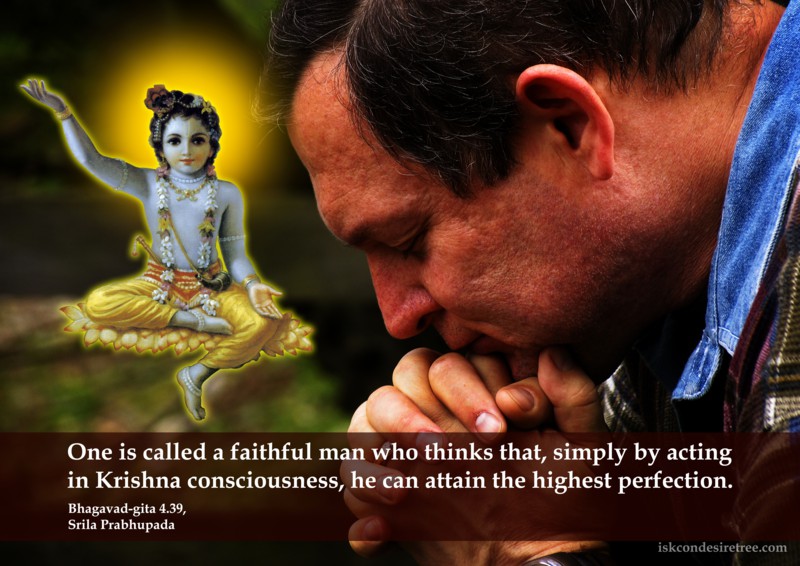 One is called a faithful man who thinks that, simply by acting
in Krishna consciousness, he can attain the highest perfection.
Bhagavad-gita 4.39,
Srila Prabhupada
iskcondesiretree.com